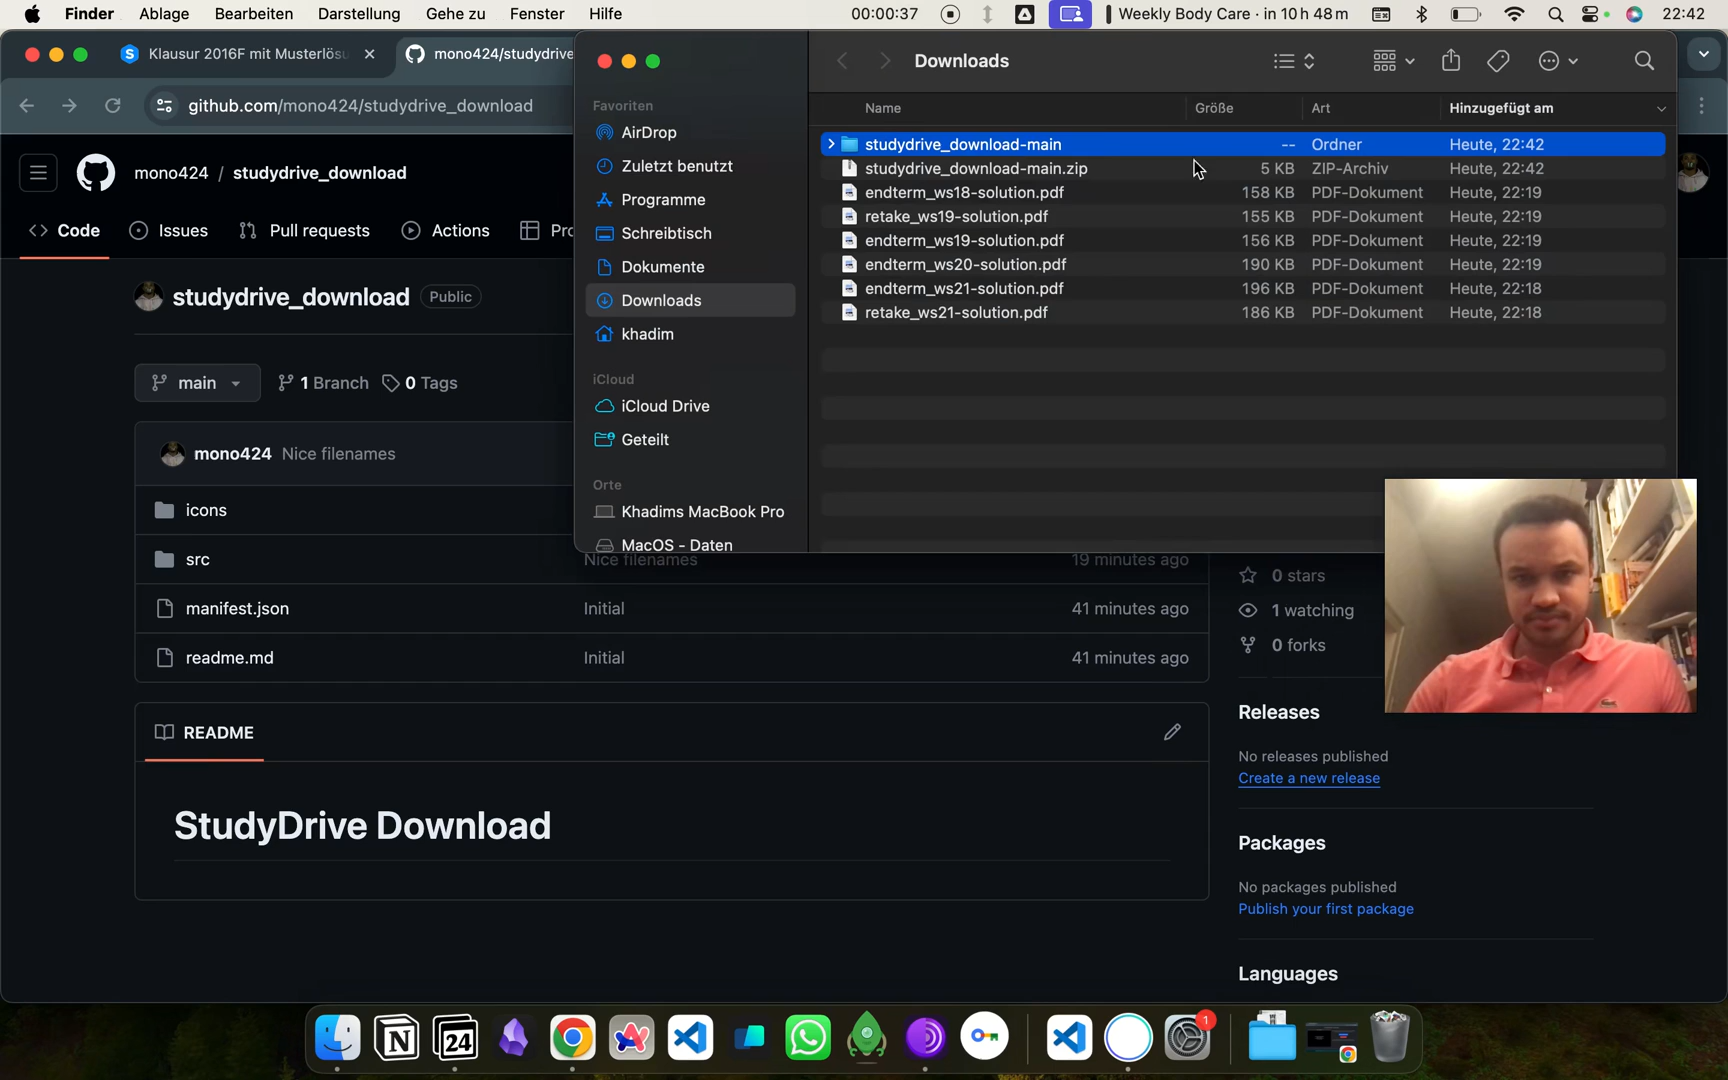 Finder Ablage Bearbeiten Darstellung Gehe zu Fenster Hilfe 00:00:37 Weekly Body Care · in 10 h 48 m 22:42
Klausur 2016F mit Musterlösu
mono424/studydrive
github.com/mono424/studydrive_download
mono424 / studydrive_download
Code Issues Pull requests Actions
studydrive_download Public
main 1 Branch 0 Tags
mono424 Nice filenames
icons
src Nice filenames 19 minutes ago
manifest.json Initial 41 minutes ago
readme.md Initial 41 minutes ago
README
StudyDrive Download
Downloads
Favoriten
AirDrop
Zuletzt benutzt
Programme
Schreibtisch
Dokumente
Downloads
khadim
iCloud
iCloud Drive
Geteilt
Orte
Khadims MacBook Pro
MacOS - Daten
Name Größe Art Hinzugefügt am
studydrive_download-main -- Ordner Heute, 22:42
studydrive_download-main.zip 5 KB ZIP-Archiv Heute, 22:42
endterm_ws18-solution.pdf 158 KB PDF-Dokument Heute, 22:19
retake_ws19-solution.pdf 155 KB PDF-Dokument Heute, 22:19
endterm_ws19-solution.pdf 156 KB PDF-Dokument Heute, 22:19
endterm_ws20-solution.pdf 190 KB PDF-Dokument Heute, 22:19
endterm_ws21-solution.pdf 196 KB PDF-Dokument Heute, 22:18
retake_ws21-solution.pdf 186 KB PDF-Dokument Heute, 22:18
0 stars
1 watching
0 forks
Releases
No releases published
Create a new release
Packages
No packages published
Publish your first package
Languages
24
1